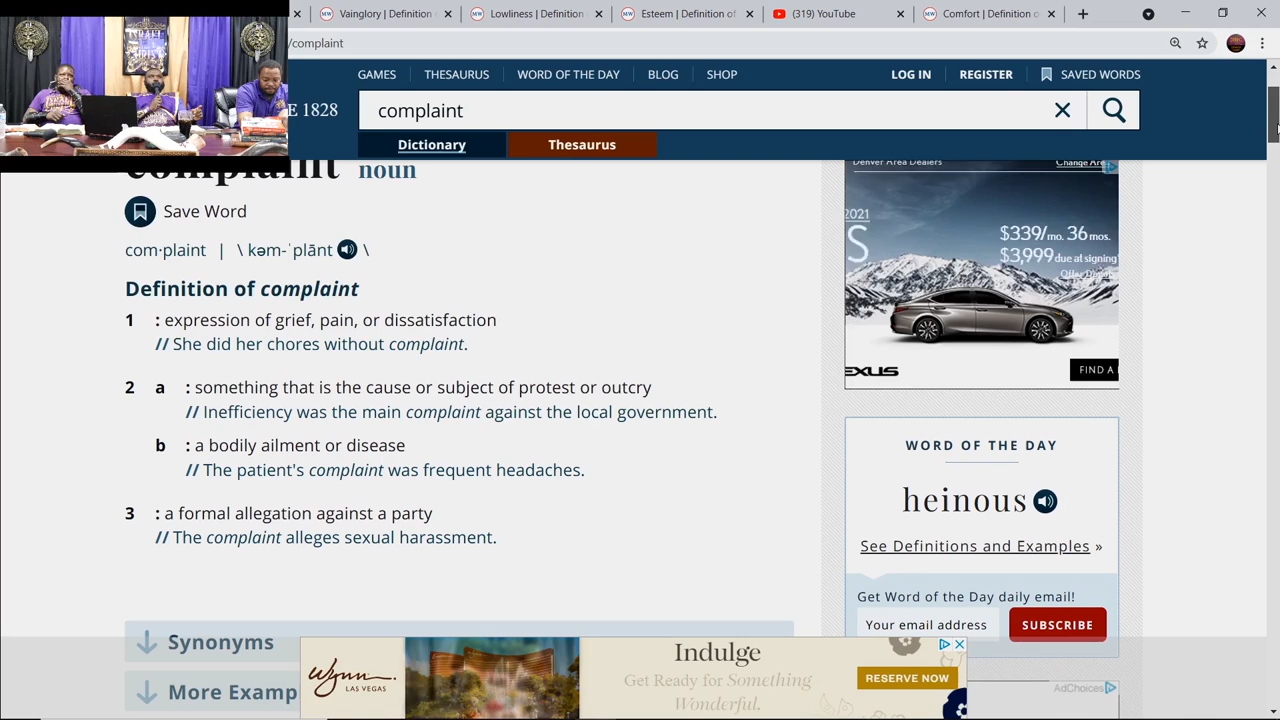 Vainglory | Definition
Lowliness | Definition
Esteem | Definition of
(319) YouTube
Comfort | Definition o
/complaint
GAMES THESAURUS WORD OF THE DAY BLOG SHOP LOG IN REGISTER SAVED WORDS
E 1828
complaint
Dictionary Thesaurus
complaint noun
Save Word
com·plaint | \ kəm-ˈplānt \
Definition of complaint
1 : expression of grief, pain, or dissatisfaction
// She did her chores without complaint.
2 a : something that is the cause or subject of protest or outcry
// Inefficiency was the main complaint against the local government.
b : a bodily ailment or disease
// The patient's complaint was frequent headaches.
3 : a formal allegation against a party
// The complaint alleges sexual harassment.
Synonyms
More Examp
Denver Area Dealers
Change Are
2021
S
$339/mo. 36 mos.
$3,999 due at signing
Offer Details
EXUS
FIND A
WORD OF THE DAY
heinous
See Definitions and Examples »
Get Word of the Day daily email!
Your email address
SUBSCRIBE
Wynn
LAS VEGAS
Indulge
Get Ready for Something
Wonderful.
RESERVE NOW
AdChoices